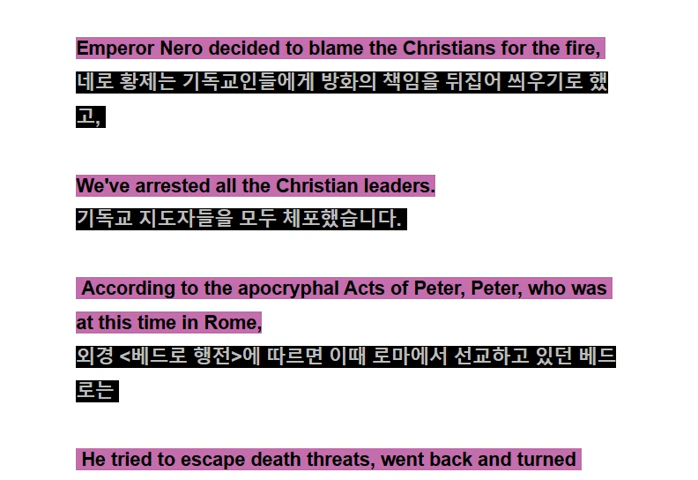 Emperor Nero decided to blame the Christians for the fire,
네로 황제는 기독교인들에게 방화의 책임을 뒤집어 씌우기로 했
고,
We've arrested all the Christian leaders.
기독교 지도자들을 모두 체포했습니다.
According to the apocryphal Acts of Peter, Peter, who was
at this time in Rome,
외경 <베드로 행전>에 따르면 이때 로마에서 선교하고 있던 베드
로는
He tried to escape death threats, went back and turned